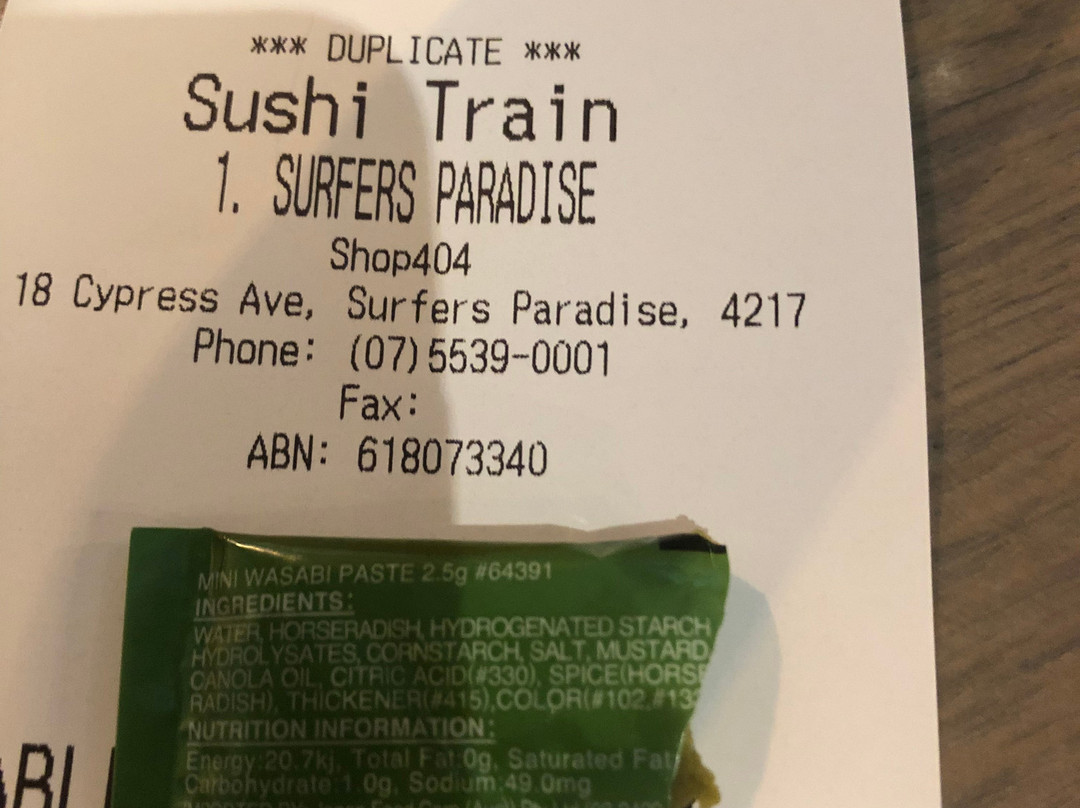 *** DUPLICATE ***
Sushi Train
1. SURFERS PARADISE
Shop404
18 Cypress Ave, Surfers Paradise, 4217
Phone: (07)5539-0001
Fax:
ABN: 618073340
MINI WASABI PASTE 2.5g #64391
INGREDIENTS:
WATER, HORSERADISH, HYDROGENATED STARCH
HYDROLYSATES, CORNSTARCH, SALT, MUSTARD,
CANOLA OIL, CITRIC ACID(#330), SPICE(HORSE
RADISH), THICKENER(#415),COLOR(#102,#133
NUTRITION INFORMATION:
Energy:20.7kj, Total Fat:0g, Saturated Fat
Carbohydrate:1.0g, Sodium:49.0mg